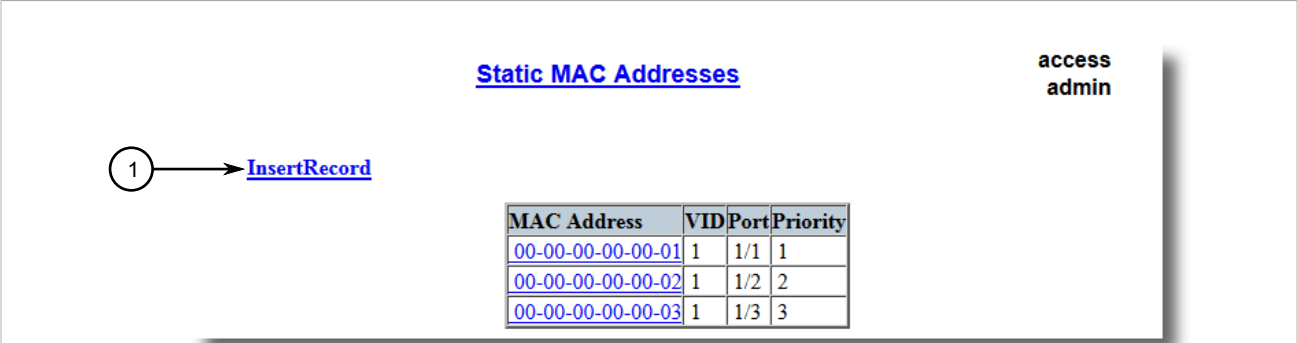 Static MAC Addresses
access
admin
1
InsertRecord
MAC Address VID Port Priority
00-00-00-00-00-01 1 1/1 1
00-00-00-00-00-02 1 1/2 2
00-00-00-00-00-03 1 1/3 3